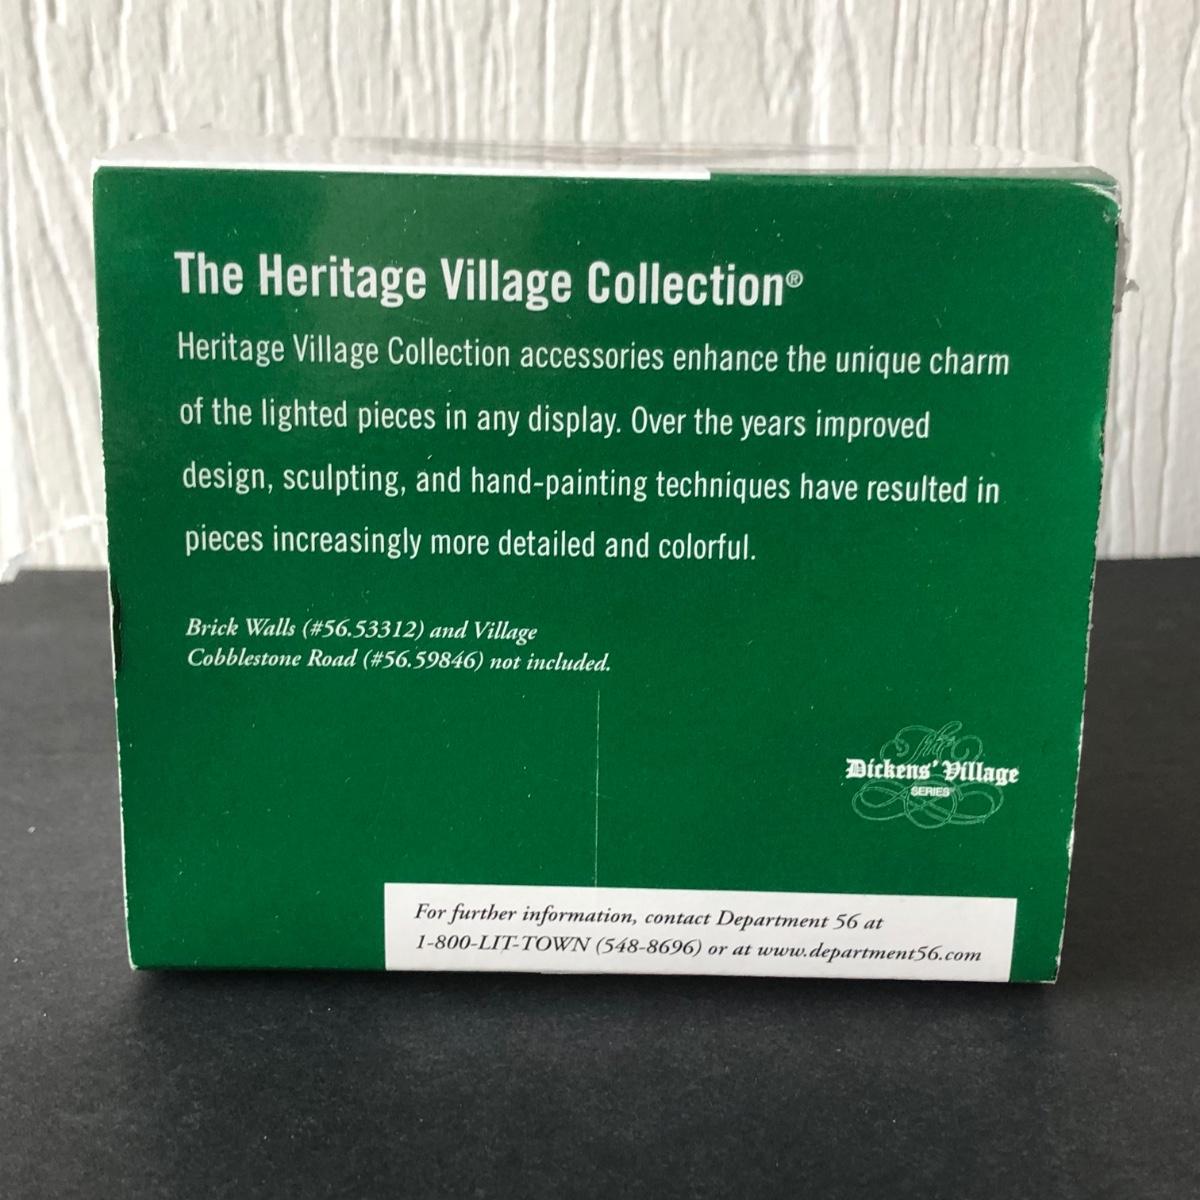 The Heritage Village Collection®
Heritage Village Collection accessories enhance the unique charm
of the lighted pieces in any display. Over the years improved
design, sculpting, and hand-painting techniques have resulted in
pieces increasingly more detailed and colorful.
Brick Walls (#56.53312) and Village
Cobblestone Road (#56.59846) not included.
The
Dickens' Village
SERIES
For further information, contact Department 56 at
1-800-LIT-TOWN (548-8696) or at www.department56.com